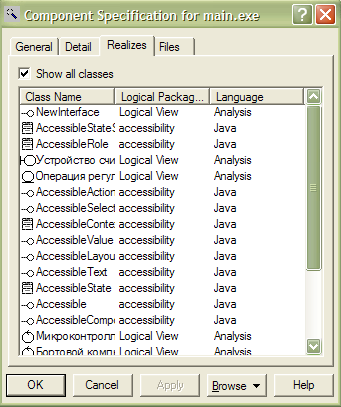 Component Specification for main.exe
General Detail Realizes Files
Show all classes
Class Name Logical Packag... Language
NewInterface Logical View Analysis
AccessibleStateS accessibility Java
AccessibleRole accessibility Java
Устройство счи Logical View Analysis
Операция регул Logical View Analysis
AccessibleAction accessibility Java
AccessibleSelect accessibility Java
AccessibleConte accessibility Java
AccessibleValue accessibility Java
AccessibleLayou accessibility Java
AccessibleText accessibility Java
AccessibleState accessibility Java
Accessible accessibility Java
AccessibleCompo accessibility Java
Микроконтролл Logical View Analysis
Бортовой компь Logical View Analysis
OK Cancel Apply Browse Help